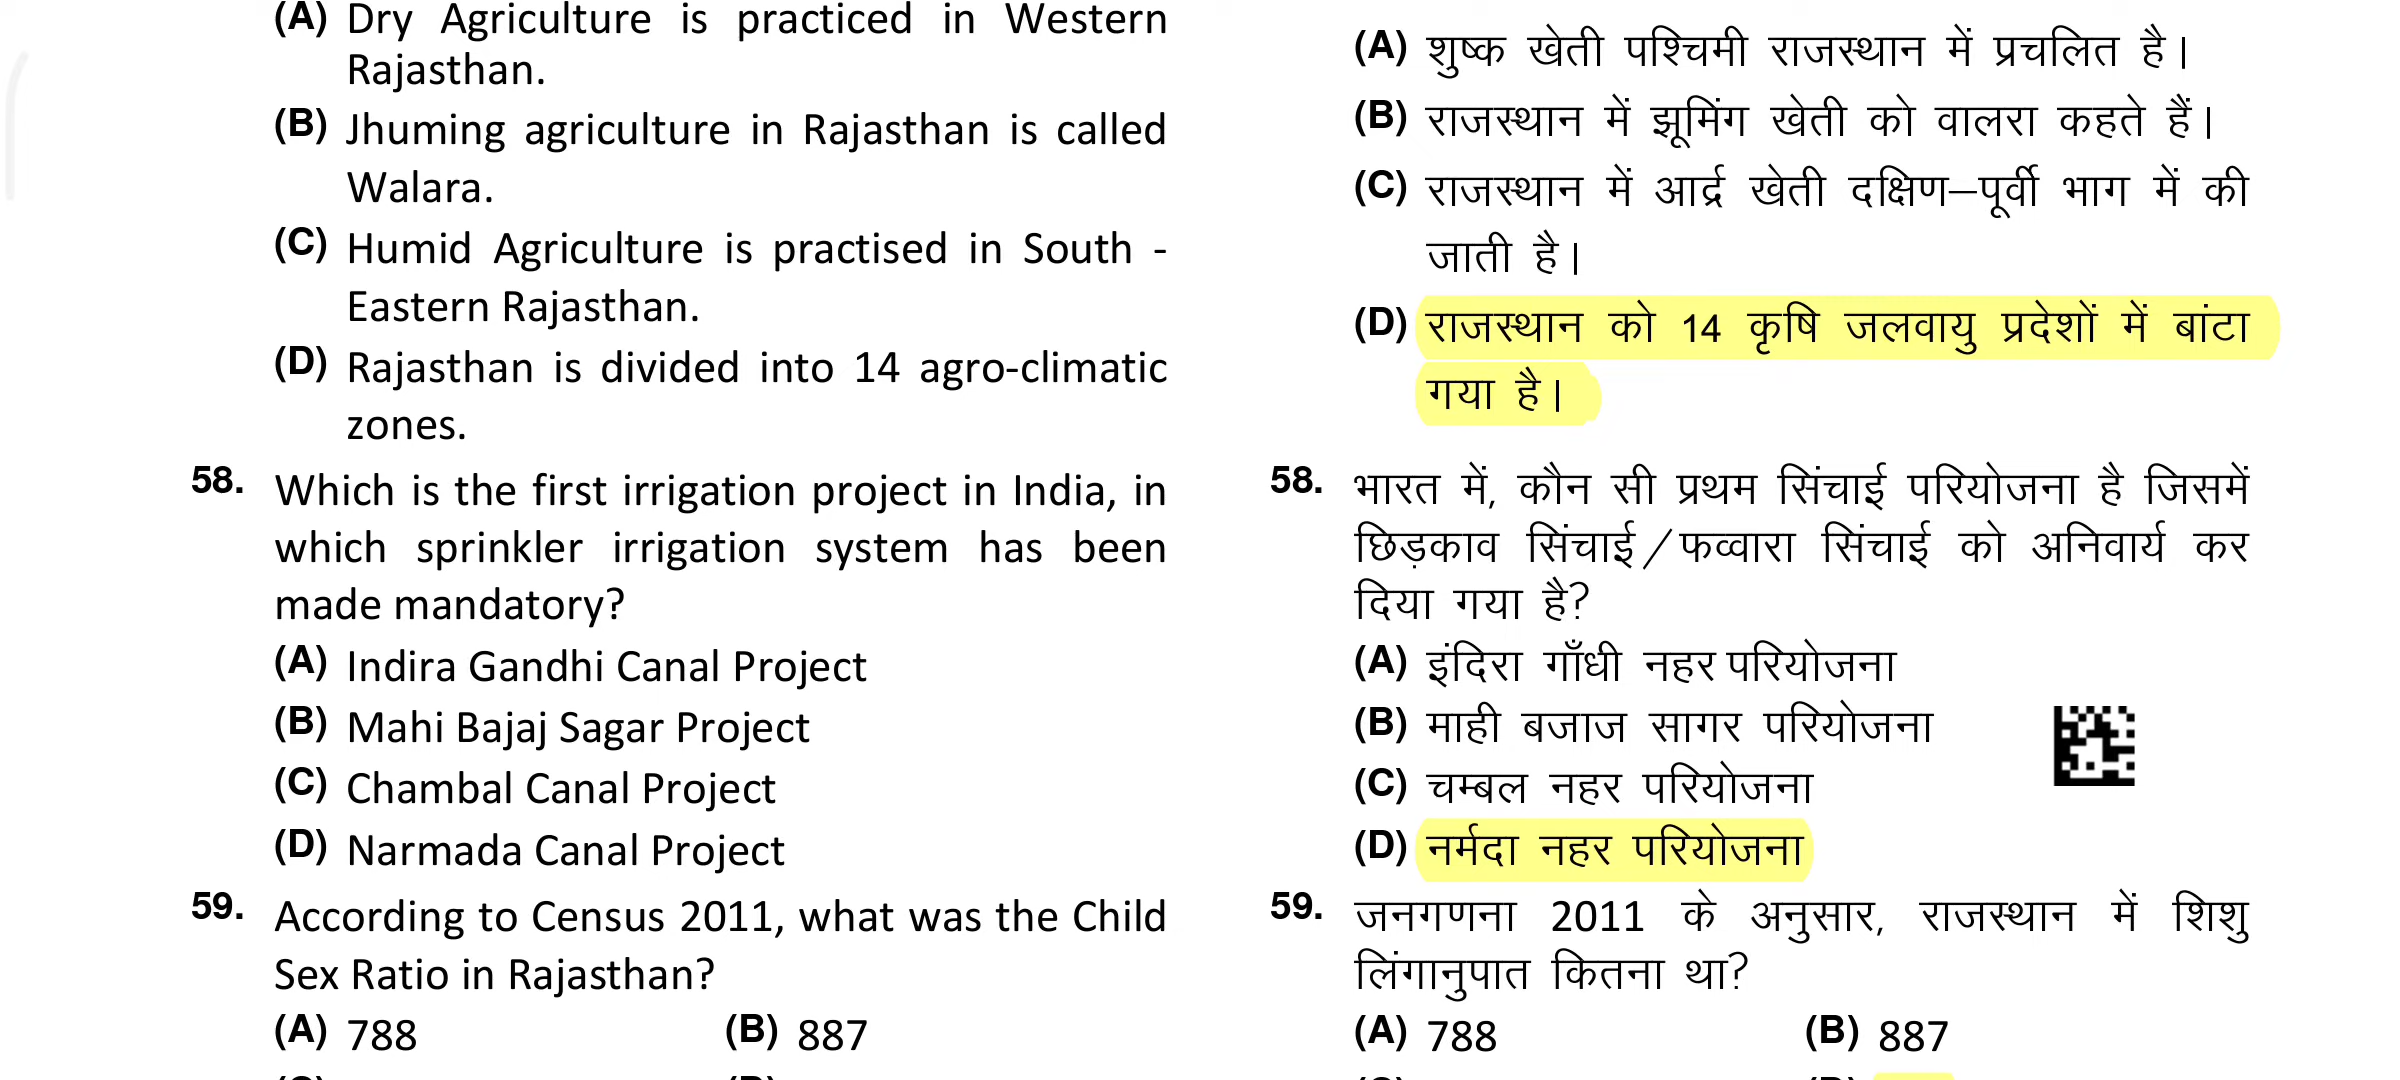 (A) Dry Agriculture is practiced in Western
Rajasthan.
(B) Jhuming agriculture in Rajasthan is called
Walara.
(C) Humid Agriculture is practised in South -
Eastern Rajasthan.
(D) Rajasthan is divided into 14 agro-climatic
zones.
58. Which is the first irrigation project in India, in
which sprinkler irrigation system has been
made mandatory?
(A) Indira Gandhi Canal Project
(B) Mahi Bajaj Sagar Project
(C) Chambal Canal Project
(D) Narmada Canal Project
59. According to Census 2011, what was the Child
Sex Ratio in Rajasthan?
(A) 788 (B) 887
(A) शुष्क खेती पश्चिमी राजस्थान में प्रचलित है।
(B) राजस्थान में झूमिंग खेती को वालरा कहते हैं।
(C) राजस्थान में आर्द्र खेती दक्षिण–पूर्वी भाग में की
जाती है।
(D) राजस्थान को 14 कृषि जलवायु प्रदेशों में बांटा
गया है।
58. भारत में, कौन सी प्रथम सिंचाई परियोजना है जिसमें
छिड़काव सिंचाई/फव्वारा सिंचाई को अनिवार्य कर
दिया गया है?
(A) इंदिरा गाँधी नहर परियोजना
(B) माही बजाज सागर परियोजना
(C) चम्बल नहर परियोजना
(D) नर्मदा नहर परियोजना
59. जनगणना 2011 के अनुसार, राजस्थान में शिशु
लिंगानुपात कितना था?
(A) 788 (B) 887